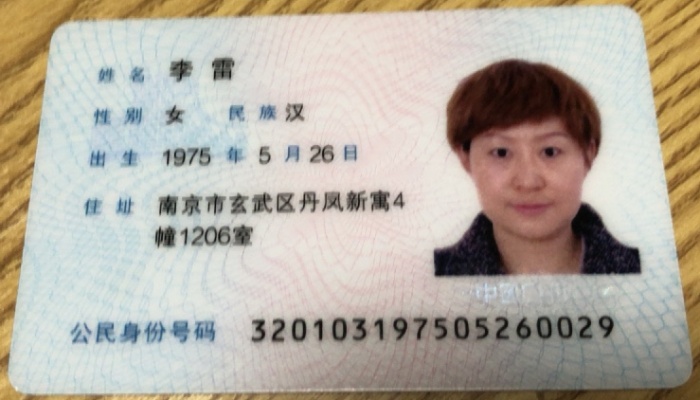 姓名 李雷
性别 女 民族 汉
出生 1975 年 5 月 26 日
住址 南京市玄武区丹凤新寓4
幢1206室
公民身份号码 320103197505260029